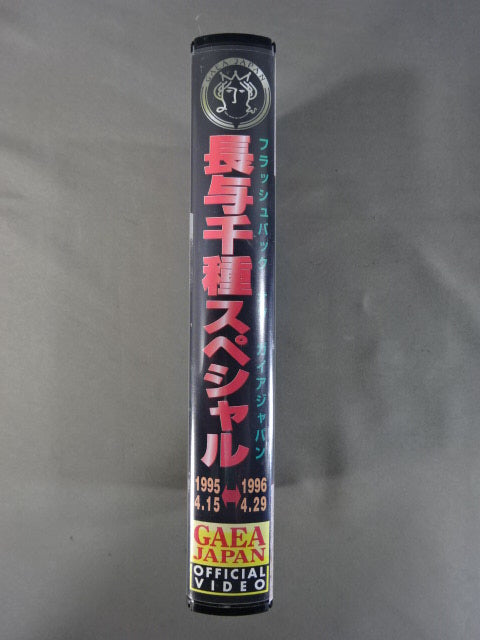 GAEA JAPAN
フラッシュバック
ガイアジャパン
長与千種スペシャル
1995 4.15 ⇔ 1996 4.29
GAEA
JAPAN
OFFICIAL
VIDEO